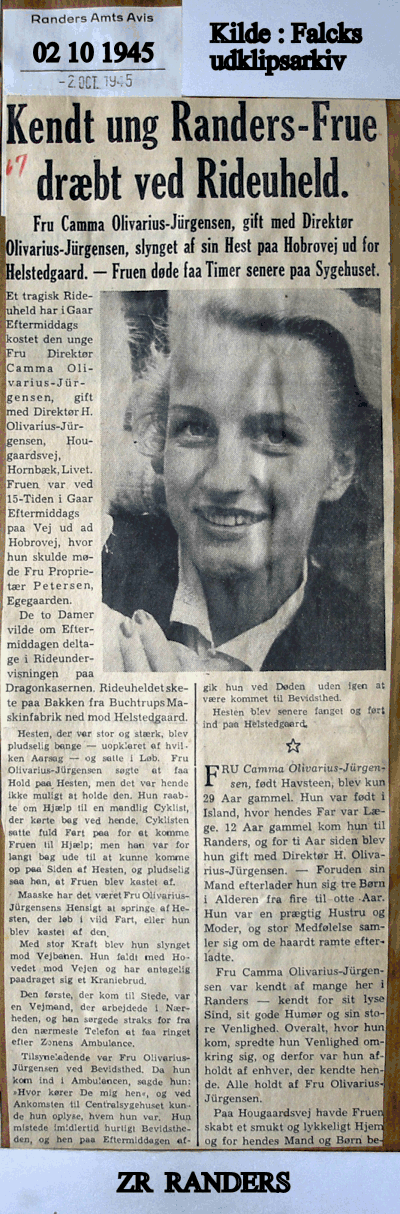 Randers Amts Avis
02 10 1945
-2 OCT. 1945
Kilde : Falcks
udklipsarkiv
Kendt ung Randers-Frue
67
dræbt ved Rideuheld.
Fru Camma Olivarius-Jürgensen, gift med Direktør
Olivarius-Jürgensen, slynget af sin Hest paa Hobrovej ud for
Helstedgaard. — Fruen døde faa Timer senere paa Sygehuset.
Et tragisk Ride-
uheld har i Gaar
Eftermiddags
kostet den unge
Fru Direktør
Camma Oli-
varius-Jür-
gensen, gift
med Direktør H.
Olivarius-Jür-
gensen, Hou-
gaardsvej,
Hornbæk, Livet.
Fruen var ved
15-Tiden i Gaar
Eftermiddags
paa Vej ud ad
Hobrovej, hvor
hun skulde mø-
de Fru Proprie-
tær Petersen,
Egegaarden.
De to Damer
vilde om Efter-
middagen delta-
ge i Rideunder-
visningen paa
Dragonkasernen. Rideuheldet ske-
te paa Bakken fra Buchtrups Ma-
skinfabrik ned mod Helstedgaard.
Hesten, der var stor og stærk, blev
pludselig bange — uopklaret af hvil-
ken Aarsag — og satte i Løb. Fru
Olivarius-Jürgensen søgte at faa
Hold paa Hesten, men det var hende
ikke muligt at holde den. Hun raab-
te om Hjælp til en mandlig Cyklist,
der kørte bag ved hende. Cyklisten
satte fuld Fart paa for at komme
Fruen til Hjælp; men han var for
langt bag ude til at kunne komme
op paa Siden af Hesten, og pludselig
saa han, at Fruen blev kastet af.
Maaske har det været Fru Olivarius-
Jürgensens Hensigt at springe af He-
sten, der løb i vild Fart, eller hun
blev kastet af den.
Med stor Kraft blev hun slynget
mod Vejbanen. Hun faldt med Ho-
vedet mod Vejen og har antagelig
paadraget sig et Kraniebrud.
Den første, der kom til Stede, var
en Vejmand, der arbejdede i Nær-
heden, og han sørgede straks for fra
den nærmeste Telefon at faa ringet
efter Zonens Ambulance.
Tilsyneladende var Fru Olivarius-
Jürgensen ved Bevidsthed. Da hun
kom ind i Ambulancen, sagde hun:
»Hvor kører De mig hen«, og ved
Ankomsten til Centralsygehuset kun-
de hun oplyse, hvem hun var. Hun
mistede imidlertid hurtigt Bevidsthe-
den, og hen paa Eftermiddagen af-
gik hun ved Døden uden igen at
være kommet til Bevidsthed.
Hesten blev senere fanget og ført
ind paa Helstedgaard.
FRU Camma Olivarius-Jürgen-
sen, født Havsteen, blev kun
29 Aar gammel. Hun var født i
Island, hvor hendes Far var Læ-
ge. 12 Aar gammel kom hun til
Randers, og for ti Aar siden blev
hun gift med Direktør H. Oliva-
rius-Jürgensen. — Foruden sin
Mand efterlader hun sig tre Børn
i Alderen fra fire til otte Aar.
Hun var en prægtig Hustru og
Moder, og stor Medfølelse sam-
ler sig om de haardt ramte efter-
ladte.
Fru Camma Olivarius-Jürgen-
sen var kendt af mange her i
Randers — kendt for sit lyse
Sind, sit gode Humør og sin sto-
re Venlighed. Overalt, hvor hun
kom, spredte hun Venlighed om-
kring sig, og derfor var hun af-
holdt af enhver, der kendte hen-
de. Alle holdt af Fru Olivius-
Jürgensen.
Paa Hougaardsvej havde Fruen
skabt et smukt og lykkeligt Hjem
og for hendes Mand og Børn be-
ZR RANDERS